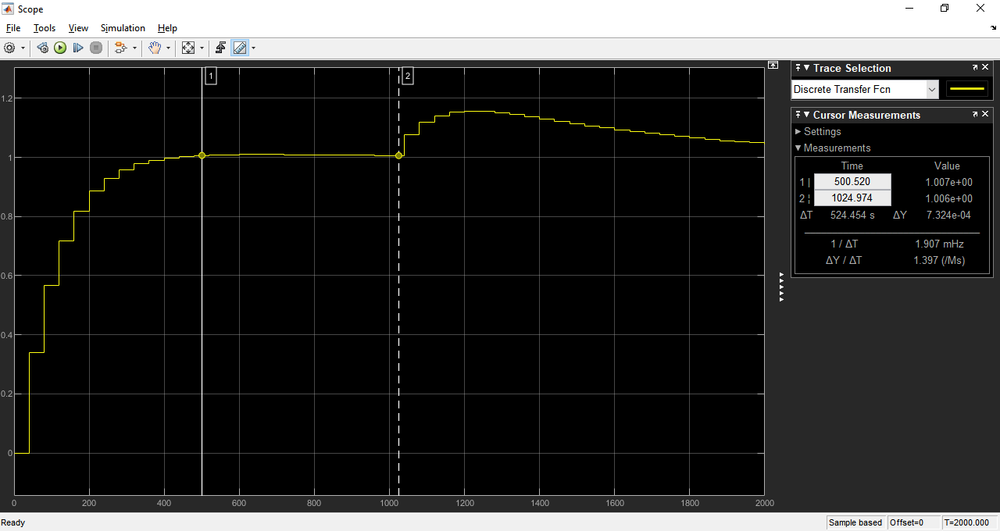 Scope
File Tools View Simulation Help
Trace Selection
Discrete Transfer Fcn
Cursor Measurements
Settings
Measurements
Time Value
1 | 500.520 1.007e+00
2 ¦ 1024.974 1.006e+00
ΔT 524.454 s ΔY 7.324e-04
1 / ΔT 1.907 mHz
ΔY / ΔT 1.397 (/Ms)
1 2
1.2
1
0.8
0.6
0.4
0.2
0
0 200 400 600 800 1000 1200 1400 1600 1800 2000
Ready Sample based Offset=0 T=2000.000